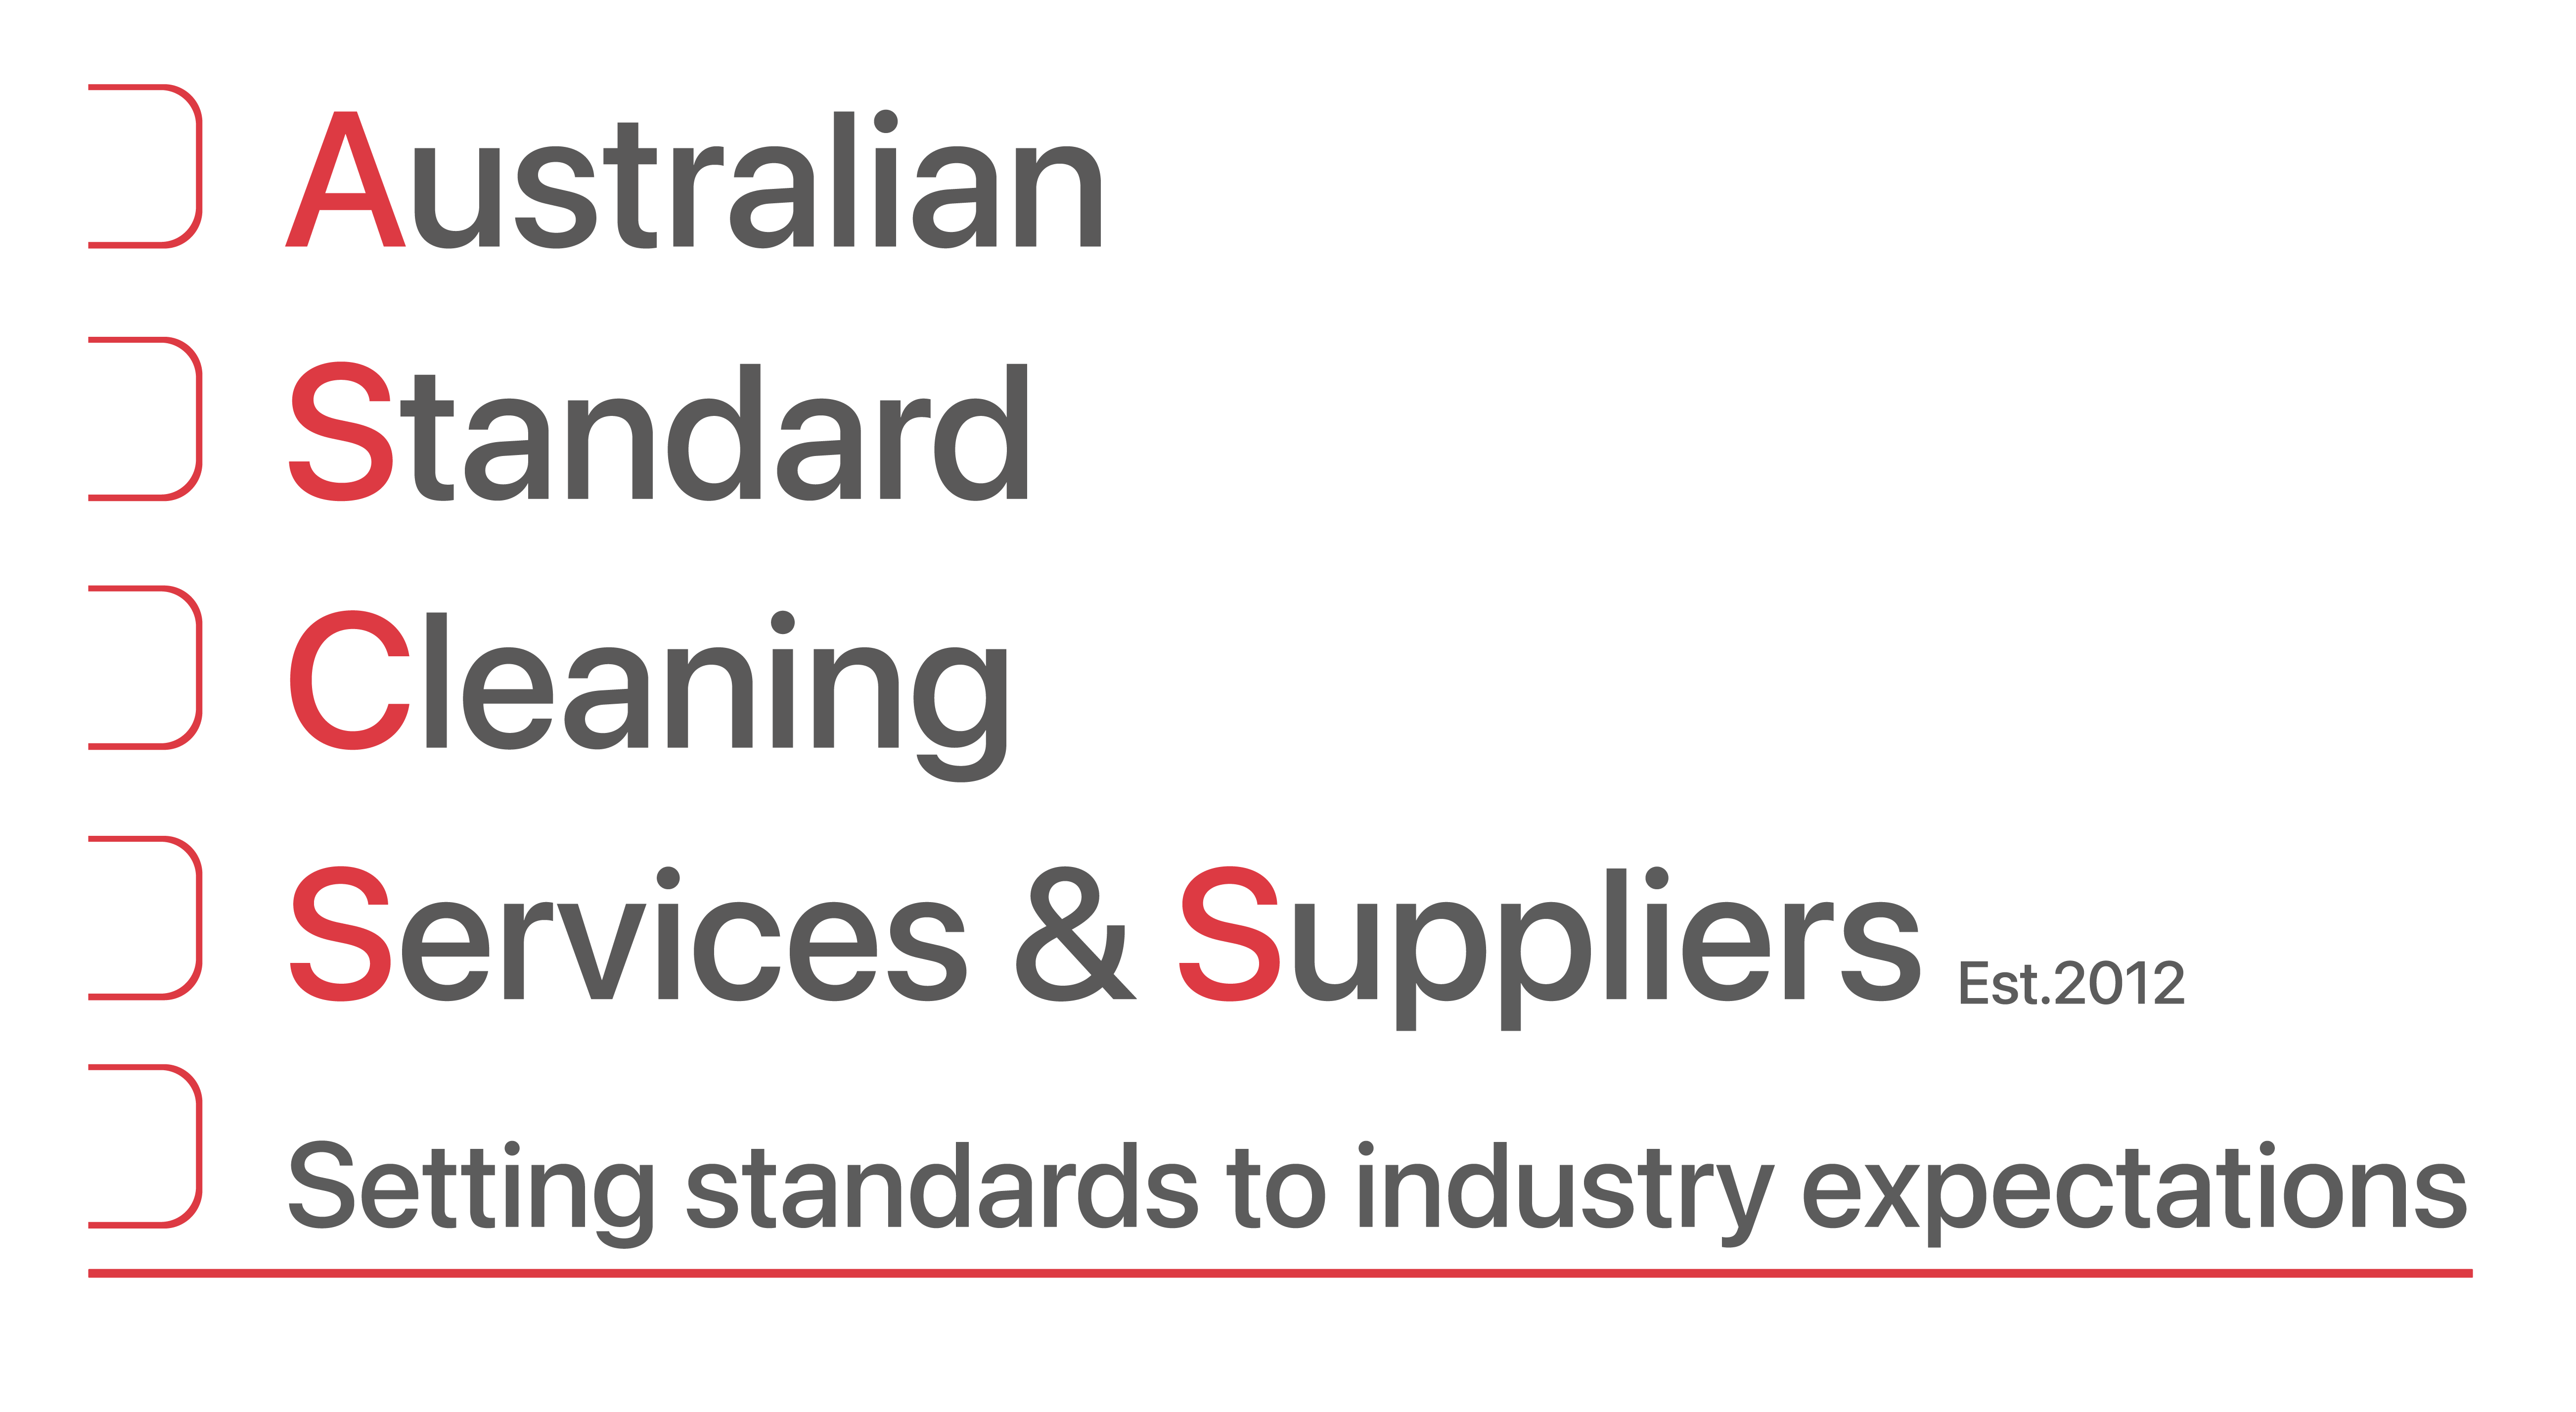 Australian
Standard
Cleaning
Services & Suppliers Est.2012
Setting standards to industry expectations